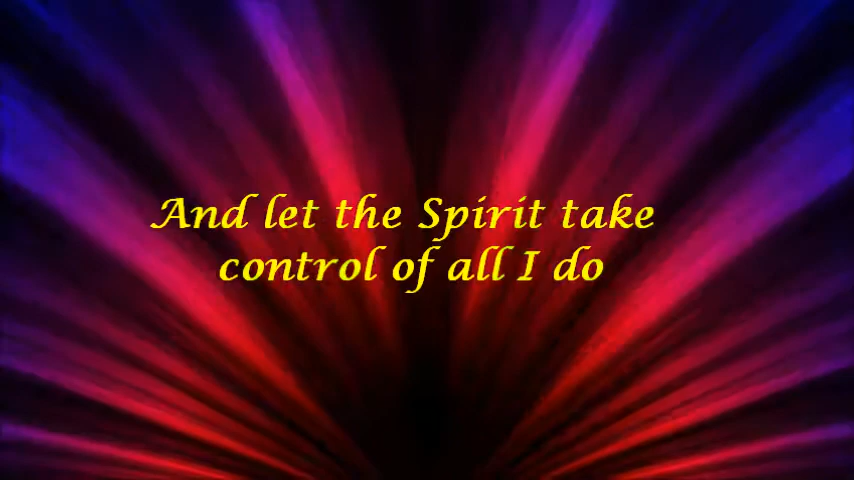 And let the Spirit take
control of all I do